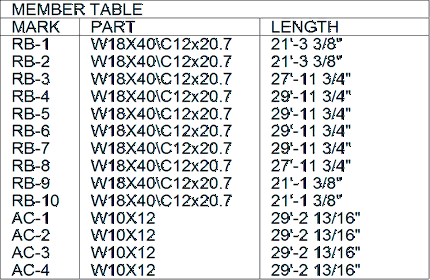 MEMBER TABLE
MARK PART LENGTH
RB-1 W18X40\C12x20.7 21'-3 3/8"
RB-2 W18X40\C12x20.7 21'-3 3/8"
RB-3 W18X40\C12x20.7 27'-11 3/4"
RB-4 W18X40\C12x20.7 29'-11 3/4"
RB-5 W18X40\C12x20.7 29'-11 3/4"
RB-6 W18X40\C12x20.7 29'-11 3/4"
RB-7 W18X40\C12x20.7 29'-11 3/4"
RB-8 W18X40\C12x20.7 27'-11 3/4"
RB-9 W18X40\C12x20.7 21'-1 3/8"
RB-10 W18X40\C12x20.7 21'-1 3/8"
AC-1 W10X12 29'-2 13/16"
AC-2 W10X12 29'-2 13/16"
AC-3 W10X12 29'-2 13/16"
AC-4 W10X12 29'-2 13/16"